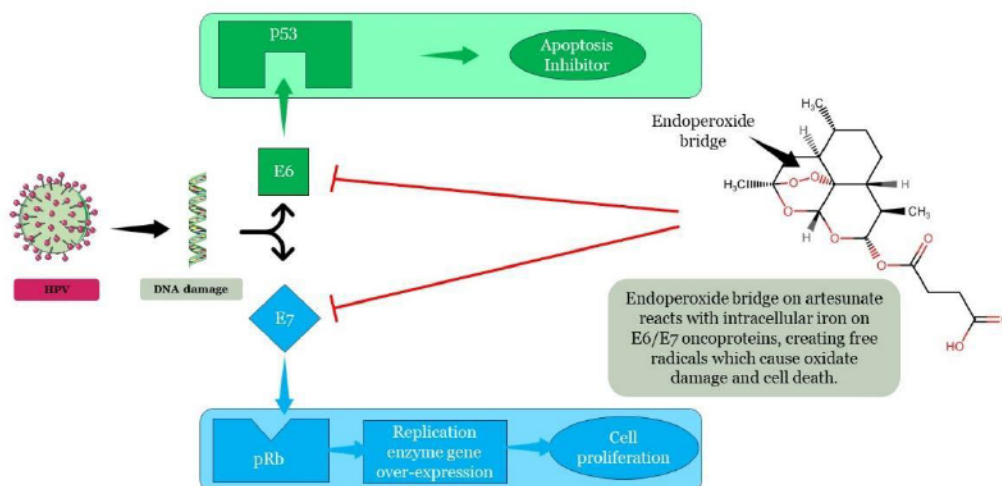 p53
Apoptosis
Inhibitor
Endoperoxide
bridge
E6
HPV
DNA damage
E7
pRb
Replication
enzyme gene
over-expression
Cell
proliferation
CH₃
H
H₃C
O
O
O
H
O
O
H
CH₃
O
O
O
HO
Endoperoxide bridge on artesunate
reacts with intracellular iron on
E6/E7 oncoproteins, creating free
radicals which cause oxidate
damage and cell death.